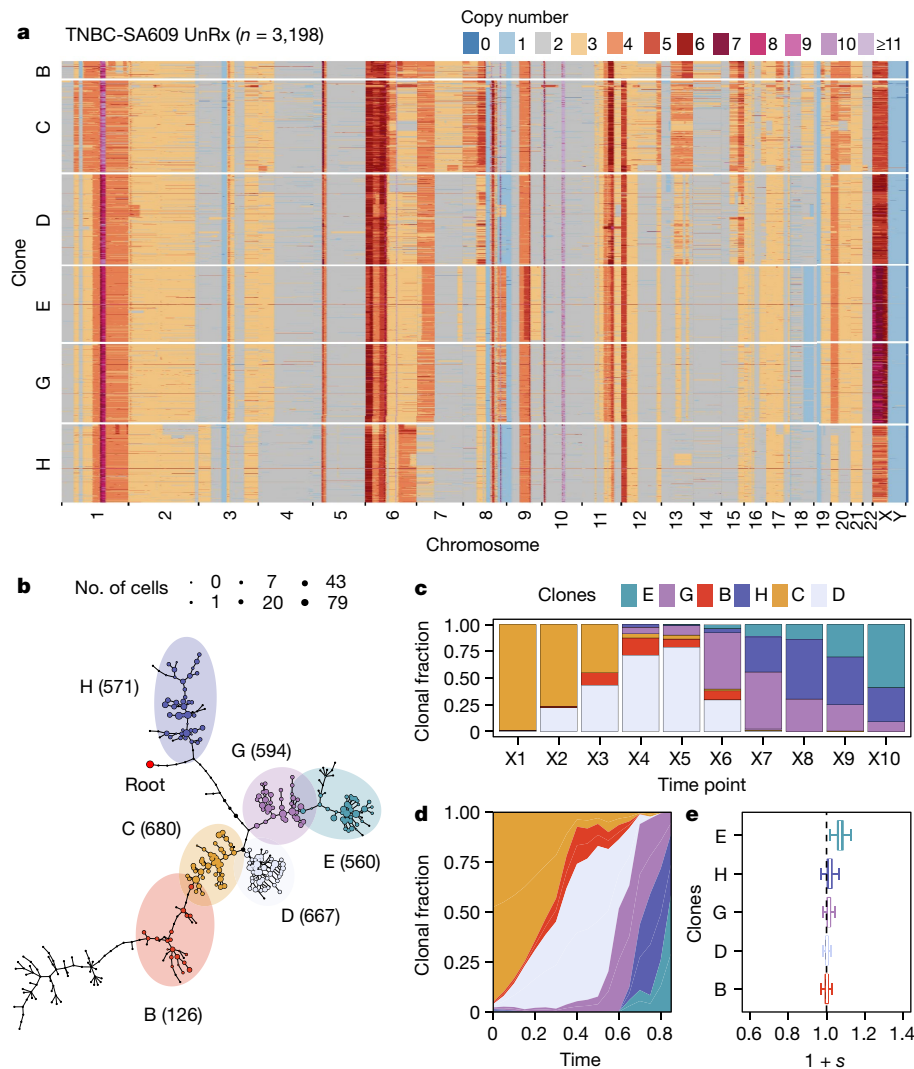 a TNBC-SA609 UnRx (n = 3,198)
Copy number
0 1 2 3 4 5 6 7 8 9 10 ≥11
Clone
B
C
D
E
G
H
1 2 3 4 5 6 7 8 9 10 11 12 13 14 15 16 17 18 19 20 21 22 X Y
Chromosome
b
No. of cells
0 7 43
1 20 79
H (571)
Root
G (594)
C (680)
E (560)
D (667)
B (126)
c
Clones E G B H C D
Clonal fraction
1.00
0.75
0.50
0.25
0
X1 X2 X3 X4 X5 X6 X7 X8 X9 X10
Time point
d
Clonal fraction
1.00
0.75
0.50
0.25
0
0 0.2 0.4 0.6 0.8
Time
e
Clones
E
H
G
D
B
0.6 0.8 1.0 1.2 1.4
1 + s